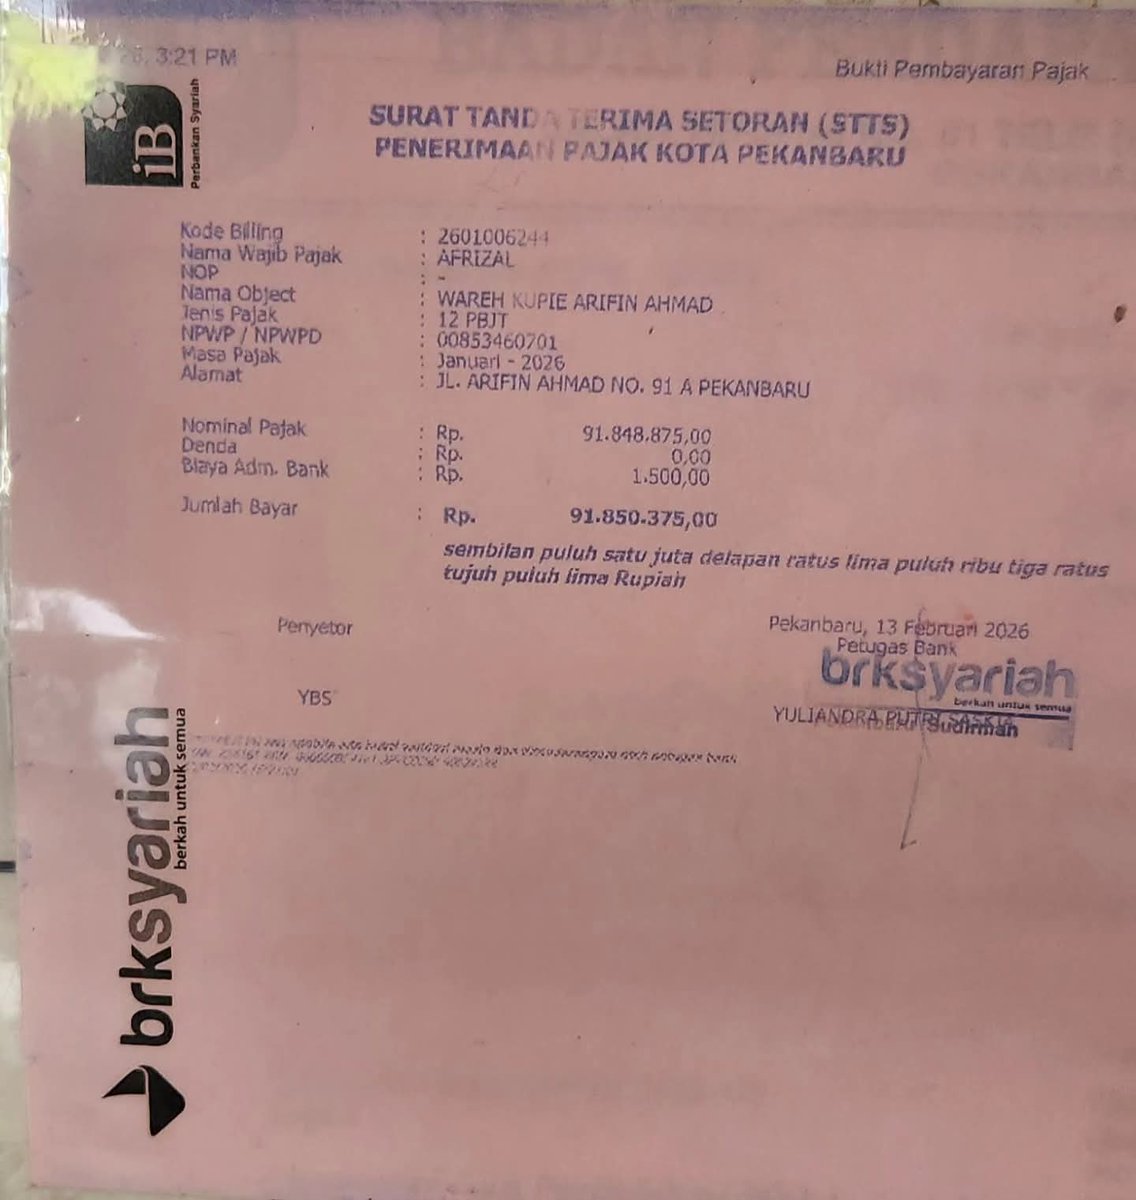 3:21 PM
Bukti Pembayaran Pajak
iB
Perbankan Syariah
SURAT TANDA TERIMA SETORAN (STTS)
PENERIMAAN PAJAK KOTA PEKANBARU
Kode Billing : 2601006244
Nama Wajib Pajak : AFRIZAL
NOP : -
Nama Object : WAREH KUPIE ARIFIN AHMAD
Jenis Pajak : 12 PBJT
NPWP / NPWPD : 00853460701
Masa Pajak : Januari - 2026
Alamat : JL. ARIFIN AHMAD NO. 91 A PEKANBARU
Nominal Pajak : Rp. 91.848.875,00
Denda : Rp. 0,00
Biaya Adm. Bank : Rp. 1.500,00
Jumlah Bayar : Rp. 91.850.375,00
sembilan puluh satu juta delapan ratus lima puluh ribu tiga ratus
tujuh puluh lima Rupiah
Penyetor
Pekanbaru, 13 Februari 2026
Petugas Bank
brksyariah
berkah untuk semua
YBS
YULIANDRA PUTRI SASKIA
Sudirman
brksyariah
berkah untuk semua